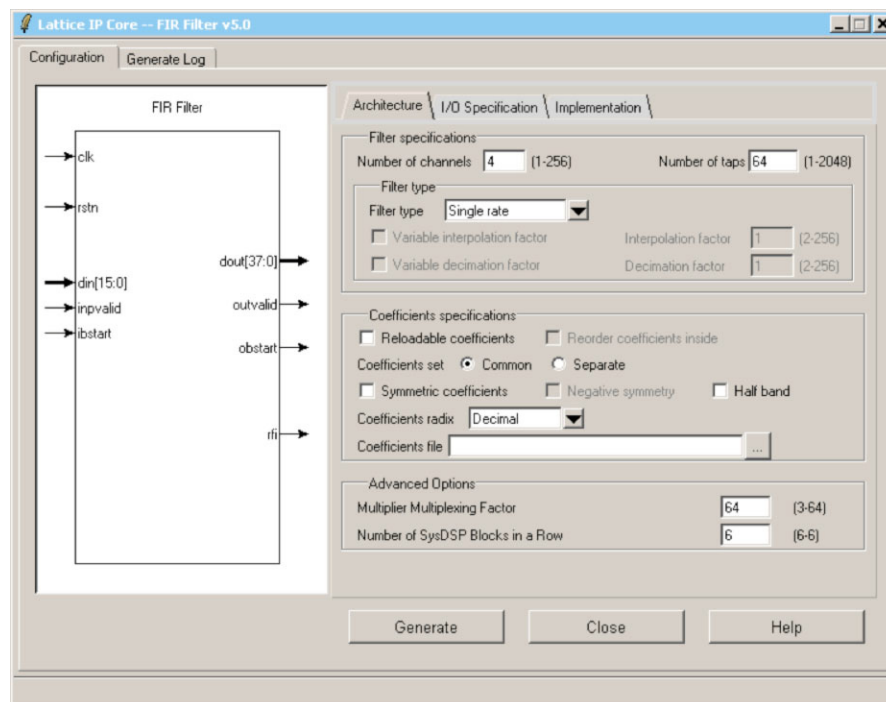 Lattice IP Core -- FIR Filter v5.0
Configuration Generate Log
FIR Filter
clk
rstn
din[15:0]
inpvalid
ibstart
dout[37:0]
outvalid
obstart
rfi
Architecture I/O Specification Implementation
Filter specifications
Number of channels 4 (1-256) Number of taps 64 (1-2048)
Filter type
Filter type Single rate
Variable interpolation factor Interpolation factor 1 (2-256)
Variable decimation factor Decimation factor 1 (2-256)
Coefficients specifications
Reloadable coefficients Reorder coefficients inside
Coefficients set Common Separate
Symmetric coefficients Negative symmetry Half band
Coefficients radix Decimal
Coefficients file ...
Advanced Options
Multiplier Multiplexing Factor 64 (3-64)
Number of SysDSP Blocks in a Row 6 (6-6)
Generate Close Help